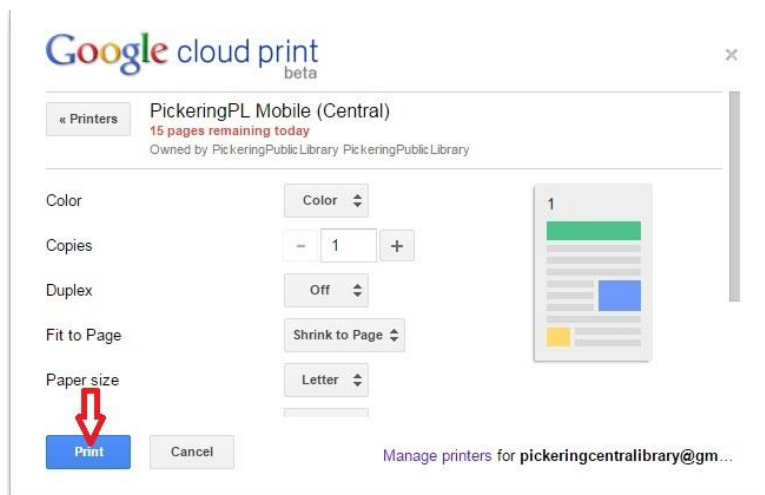 Google cloud print
beta
×
« Printers
PickeringPL Mobile (Central)
15 pages remaining today
Owned by PickeringPublicLibrary PickeringPublicLibrary
Color
Color
1
Copies
- 1 +
Duplex
Off
Fit to Page
Shrink to Page
Paper size
Letter
Print
Cancel
Manage printers for pickeringcentralibrary@gm...